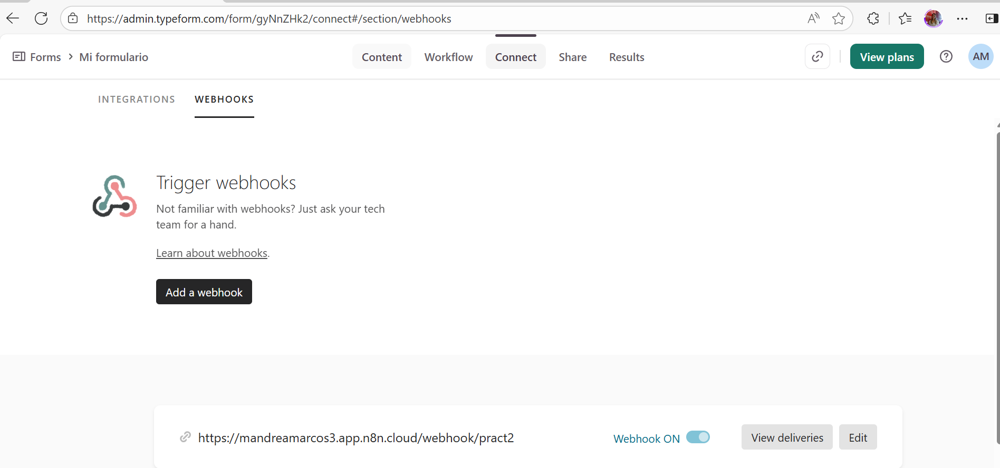 https://admin.typeform.com/form/gyNnZHk2/connect#/section/webhooks
Forms > Mi formulario
Content
Workflow
Connect
Share
Results
View plans
AM
INTEGRATIONS
WEBHOOKS
Trigger webhooks
Not familiar with webhooks? Just ask your tech
team for a hand.
Learn about webhooks.
Add a webhook
https://mandreamarcos3.app.n8n.cloud/webhook/pract2
Webhook ON
View deliveries
Edit